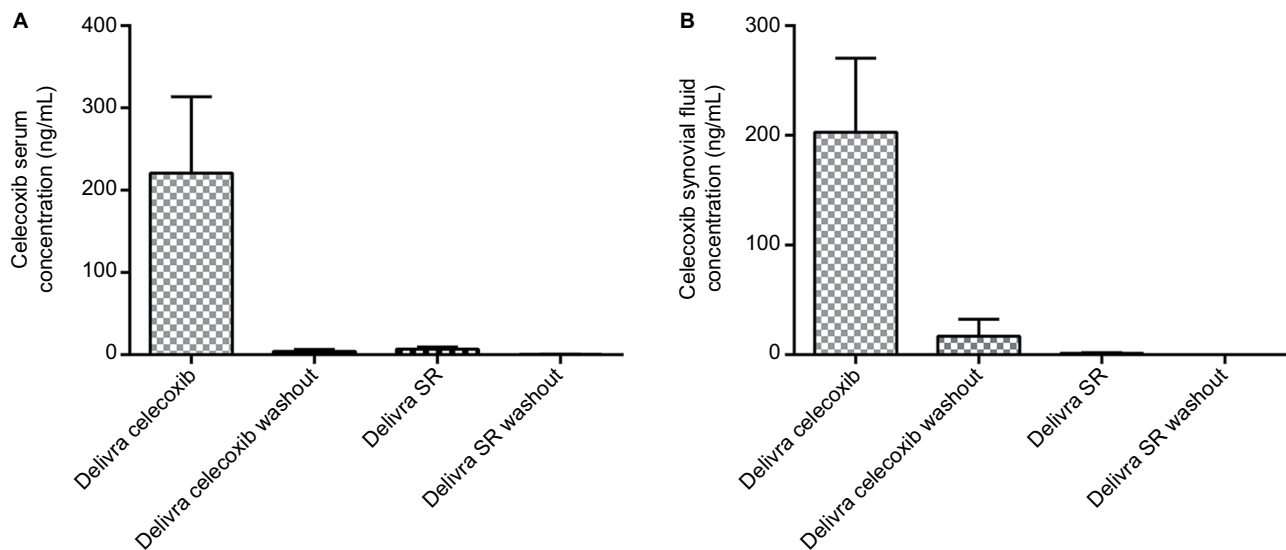 A
Celecoxib serum
concentration (ng/mL)
400
300
200
100
0
Delivra celecoxib
Delivra celecoxib washout
Delivra SR
Delivra SR washout
B
Celecoxib synovial fluid
concentration (ng/mL)
300
200
100
0
Delivra celecoxib
Delivra celecoxib washout
Delivra SR
Delivra SR washout